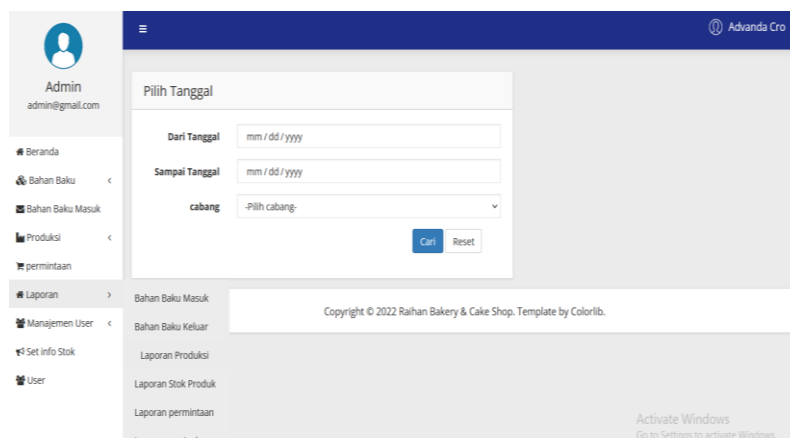 Advanda Cro
Admin
admin@gmail.com
Beranda
Bahan Baku
Bahan Baku Masuk
Produksi
permintaan
Laporan
Manajemen User
Set info Stok
User
Pilih Tanggal
Dari Tanggal mm / dd / yyyy
Sampai Tanggal mm / dd / yyyy
cabang -Pilih cabang-
Cari Reset
Bahan Baku Masuk
Bahan Baku Keluar
Laporan Produksi
Laporan Stok Produk
Laporan permintaan
Copyright © 2022 Raihan Bakery & Cake Shop. Template by Colorlib.
Activate Windows
Go to Settings to activate Windows.